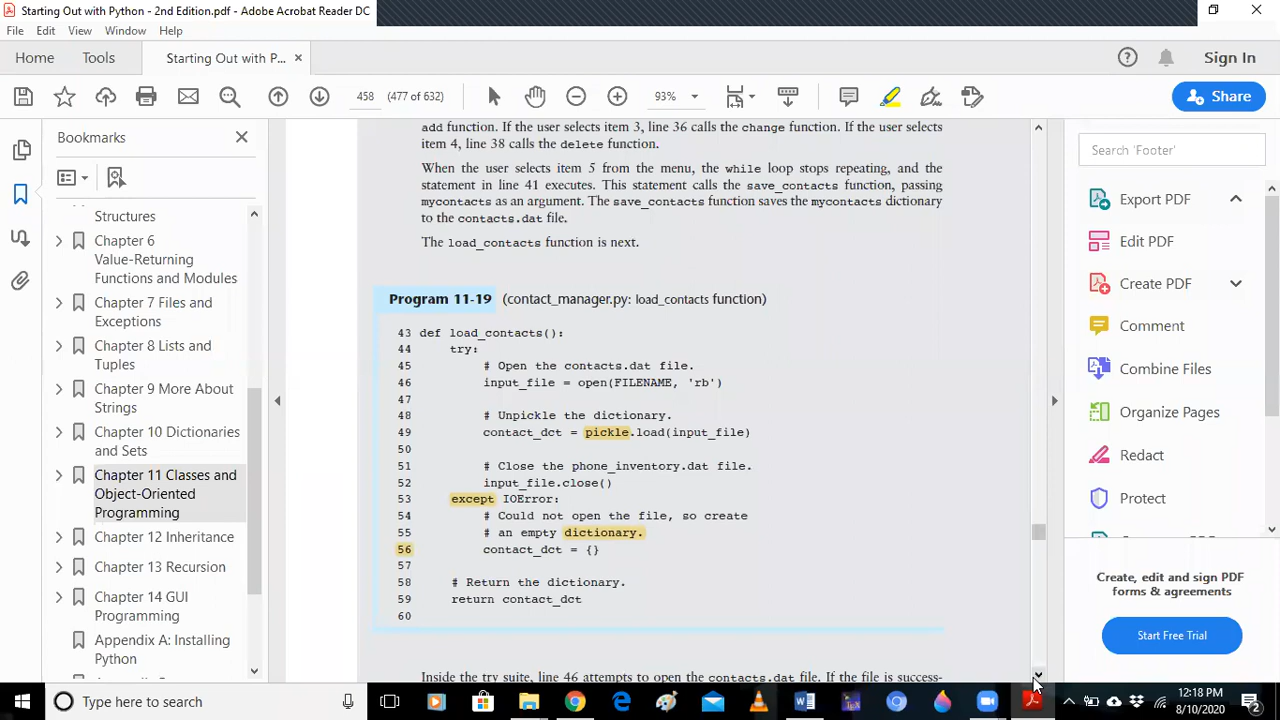 Starting Out with Python - 2nd Edition.pdf - Adobe Acrobat Reader DC
File Edit View Window Help
Home Tools Starting Out with P... ×
Sign In
458 (477 of 632) 93% Share
Bookmarks
Structures
Chapter 6
Value-Returning
Functions and Modules
Chapter 7 Files and
Exceptions
Chapter 8 Lists and
Tuples
Chapter 9 More About
Strings
Chapter 10 Dictionaries
and Sets
Chapter 11 Classes and
Object-Oriented
Programming
Chapter 12 Inheritance
Chapter 13 Recursion
Chapter 14 GUI
Programming
Appendix A: Installing
Python
add function. If the user selects item 3, line 36 calls the change function. If the user selects
item 4, line 38 calls the delete function.
When the user selects item 5 from the menu, the while loop stops repeating, and the
statement in line 41 executes. This statement calls the save_contacts function, passing
mycontacts as an argument. The save_contacts function saves the mycontacts dictionary
to the contacts.dat file.
The load_contacts function is next.
Program 11-19 (contact_manager.py: load_contacts function)
43 def load_contacts():
44 try:
45 # Open the contacts.dat file.
46 input_file = open(FILENAME, 'rb')
47
48 # Unpickle the dictionary.
49 contact_dct = pickle.load(input_file)
50
51 # Close the phone_inventory.dat file.
52 input_file.close()
53 except IOError:
54 # Could not open the file, so create
55 # an empty dictionary.
56 contact_dct = {}
57
58 # Return the dictionary.
59 return contact_dct
60
Inside the try suite, line 46 attempts to open the contacts.dat file. If the file is success-
Search 'Footer'
Export PDF
Edit PDF
Create PDF
Comment
Combine Files
Organize Pages
Redact
Protect
Create, edit and sign PDF
forms & agreements
Start Free Trial
Type here to search
12:18 PM
8/10/2020
2